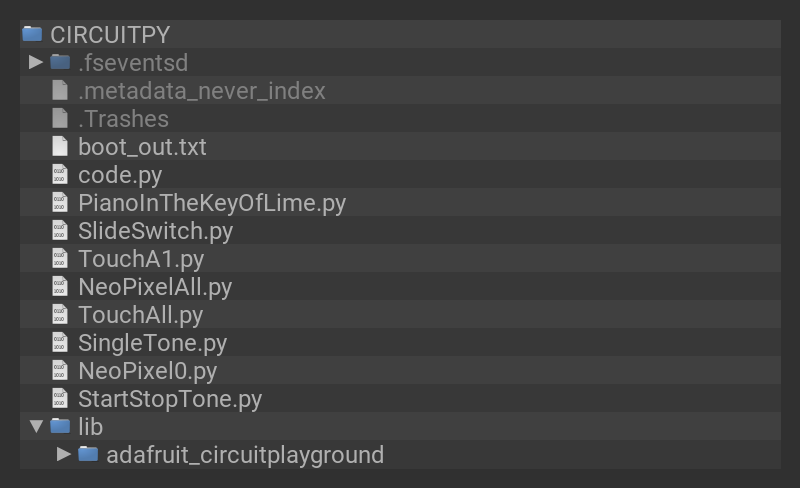 CIRCUITPY
.fseventsd
.metadata_never_index
.Trashes
boot_out.txt
code.py
PianoInTheKeyOfLime.py
SlideSwitch.py
TouchA1.py
NeoPixelAll.py
TouchAll.py
SingleTone.py
NeoPixel0.py
StartStopTone.py
lib
adafruit_circuitplayground